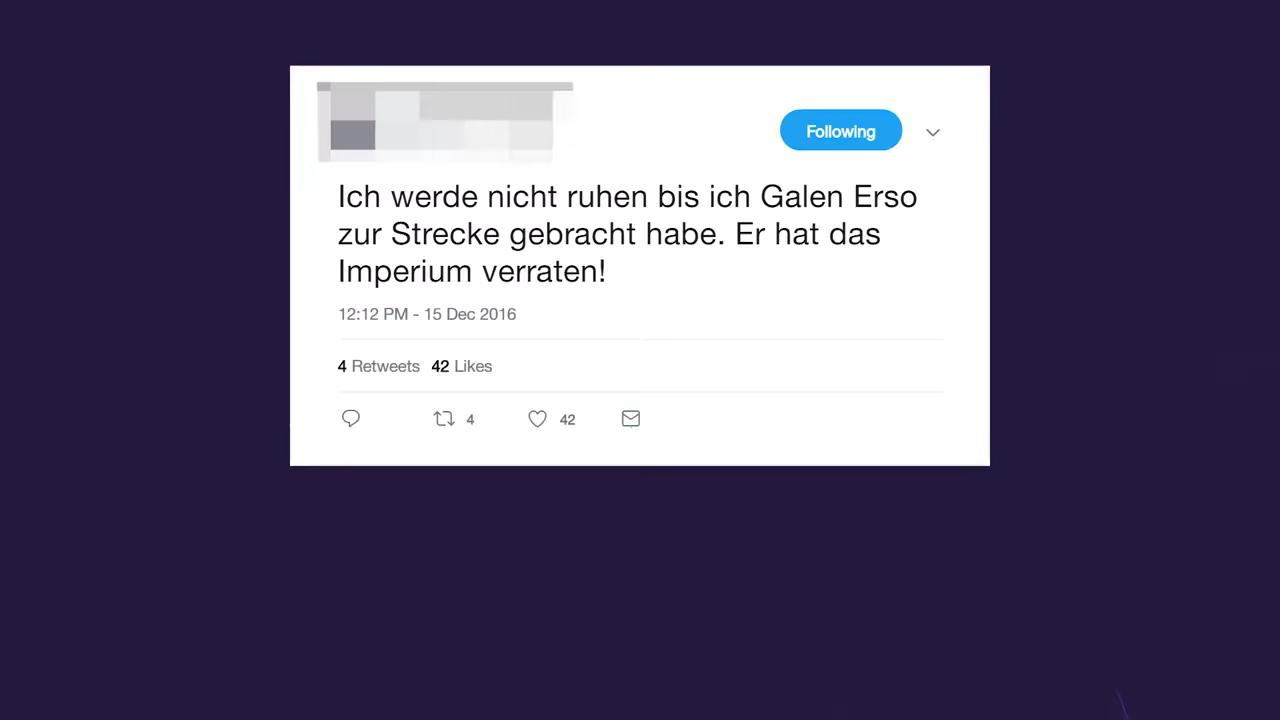 Following
Ich werde nicht ruhen bis ich Galen Erso
zur Strecke gebracht habe. Er hat das
Imperium verraten!
12:12 PM - 15 Dec 2016
4 Retweets 42 Likes
4 42